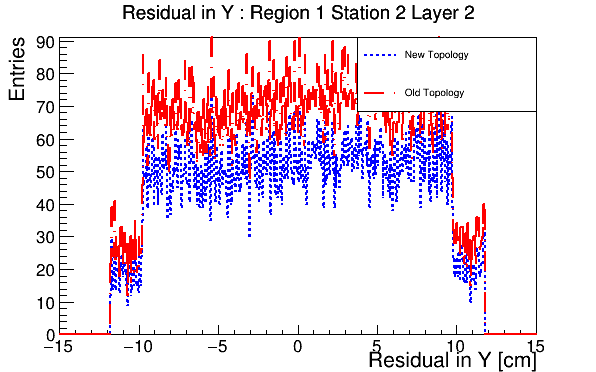 Residual in Y : Region 1 Station 2 Layer 2
Entries
90
80
70
60
50
40
30
20
10
0
New Topology
Old Topology
−15 −10 −5 0 5 10 15
Residual in Y [cm]